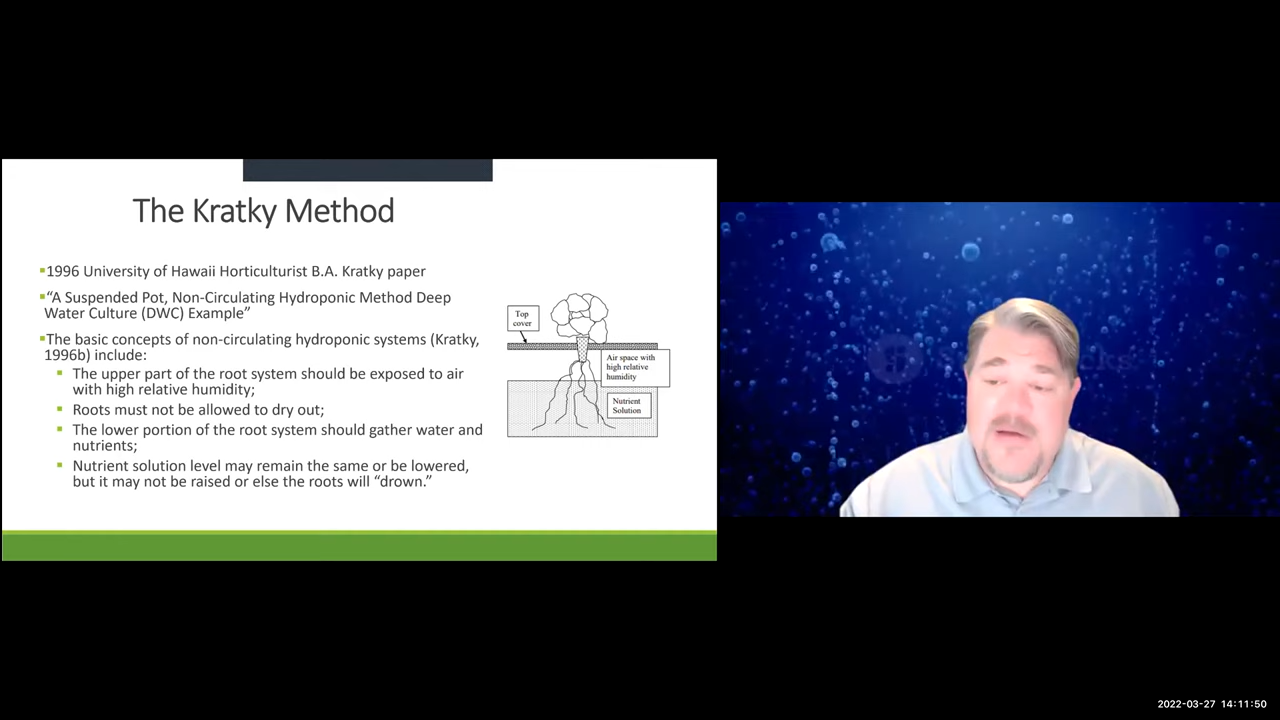 The Kratky Method
▪1996 University of Hawaii Horticulturist B.A. Kratky paper
▪“A Suspended Pot, Non-Circulating Hydroponic Method Deep
Water Culture (DWC) Example”
▪The basic concepts of non-circulating hydroponic systems (Kratky,
1996b) include:
▪ The upper part of the root system should be exposed to air
with high relative humidity;
▪ Roots must not be allowed to dry out;
▪ The lower portion of the root system should gather water and
nutrients;
▪ Nutrient solution level may remain the same or be lowered,
but it may not be raised or else the roots will “drown.”
Top
cover
Air space with
high relative
humidity
Nutrient
Solution
2022-03-27 14:11:50